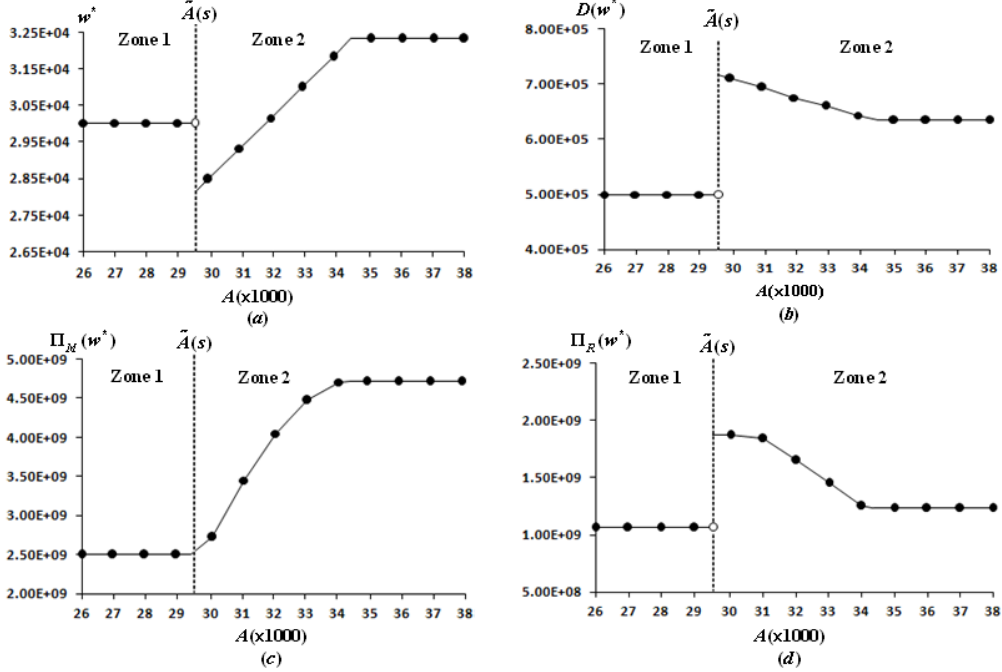 w* Ã(s)
3.25E+04
Zone 1 Zone 2
3.15E+04
3.05E+04
2.95E+04
2.85E+04
2.75E+04
2.65E+04
26 27 28 29 30 31 32 33 34 35 36 37 38
A(x1000)
(a)
D(w*) Ã(s)
8.00E+05
Zone 1 Zone 2
7.00E+05
6.00E+05
5.00E+05
4.00E+05
26 27 28 29 30 31 32 33 34 35 36 37 38
A(x1000)
(b)
Π_M(w*) Ã(s)
5.00E+09
Zone 1 Zone 2
4.50E+09
4.00E+09
3.50E+09
3.00E+09
2.50E+09
2.00E+09
26 27 28 29 30 31 32 33 34 35 36 37 38
A(x1000)
(c)
Π_R(w*) Ã(s)
2.50E+09
Zone 1 Zone 2
2.00E+09
1.50E+09
1.00E+09
5.00E+08
26 27 28 29 30 31 32 33 34 35 36 37 38
A(x1000)
(d)